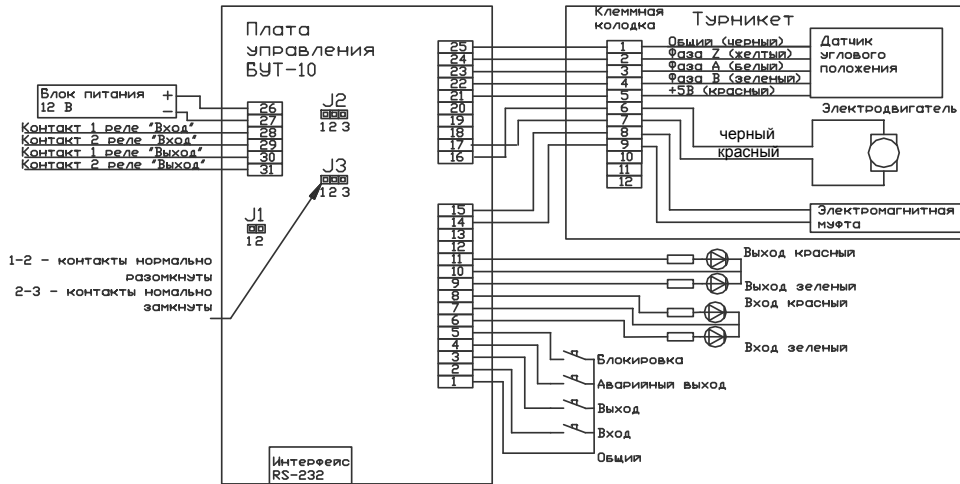 Плата
управления
БУТ-10
Блок питания
12 В
+
−
Контакт 1 реле "Вход"
Контакт 2 реле "Вход"
Контакт 1 реле "Выход"
Контакт 2 реле "Выход"
26
27
28
29
30
31
J2
1 2 3
J3
1 2 3
J1
1 2
1-2 - контакты нормально
разомкнуты
2-3 - контакты номально
замкнуты
Интерфейс
RS-232
25
24
23
22
21
20
19
18
17
16
15
14
13
12
11
10
9
8
7
6
5
4
3
2
1
Клеммная
колодка
1
2
3
4
5
6
7
8
9
10
11
12
Турникет
Общий (черный)
Фаза Z (желтый)
Фаза A (белый)
Фаза B (зеленый)
+5В (красный)
Датчик
углового
положения
Электродвигатель
черный
красный
Электромагнитная
муфта
Выход красный
Выход зеленый
Вход красный
Вход зеленый
Блокировка
Аварийный выход
Выход
Вход
Общий